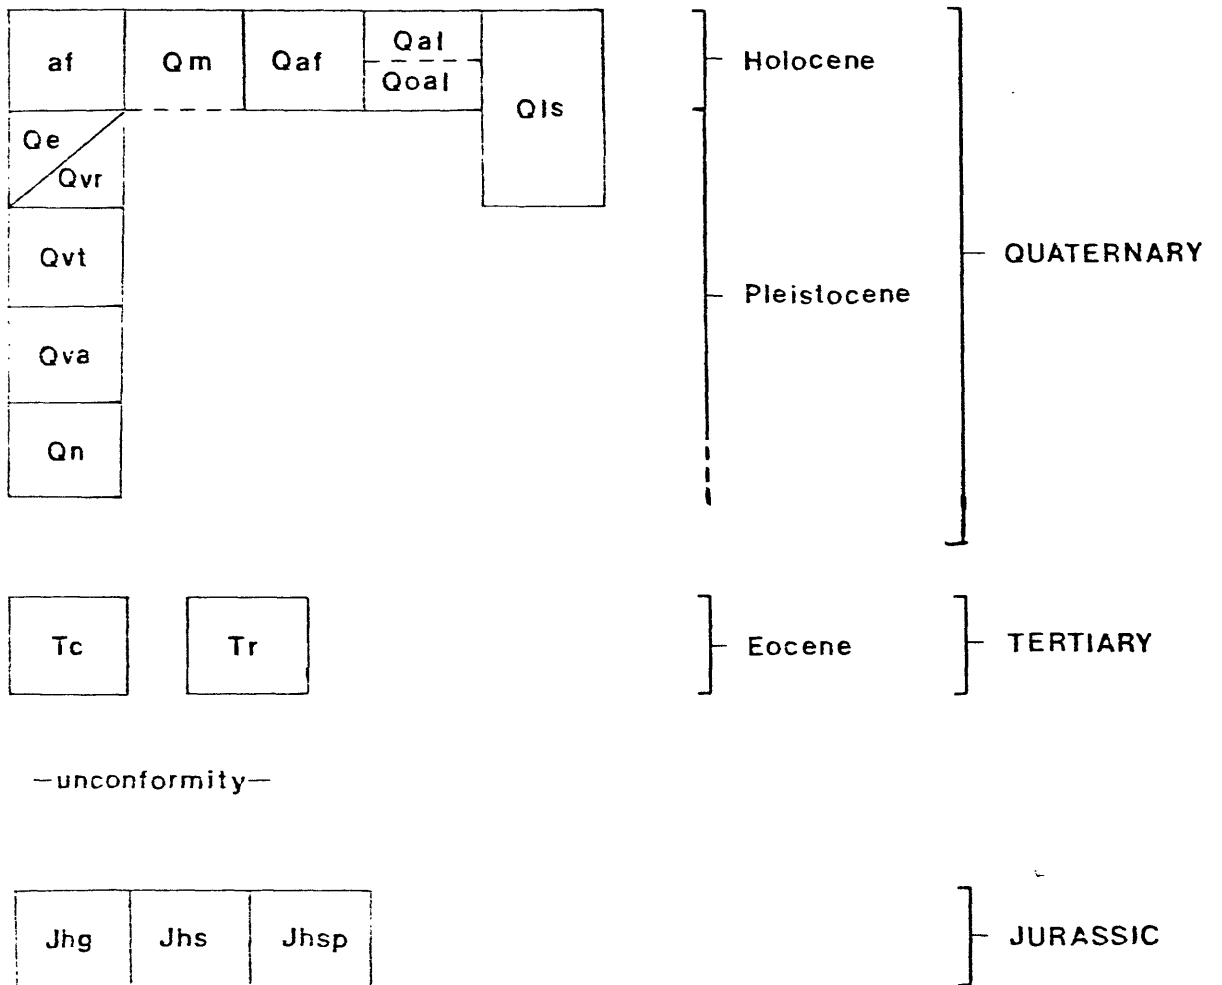 af Qm Qaf Qal Holocene
Qoal
Qls
Qe
Qvr
Qvt QUATERNARY
Pleistocene
Qva
Qn
Tc Tr Eocene TERTIARY
—unconformity—
Jhg Jhs Jhsp JURASSIC